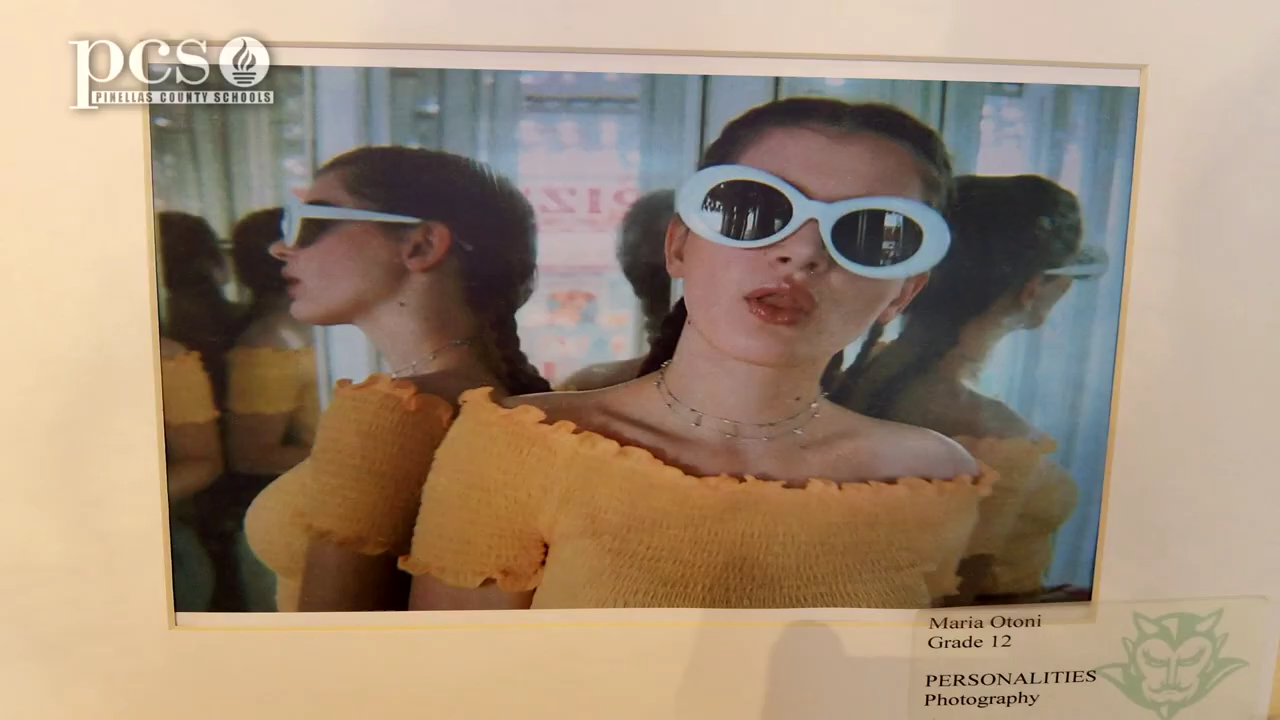 pcs
PINELLAS COUNTY SCHOOLS
Maria Otoni
Grade 12
PERSONALITIES
Photography